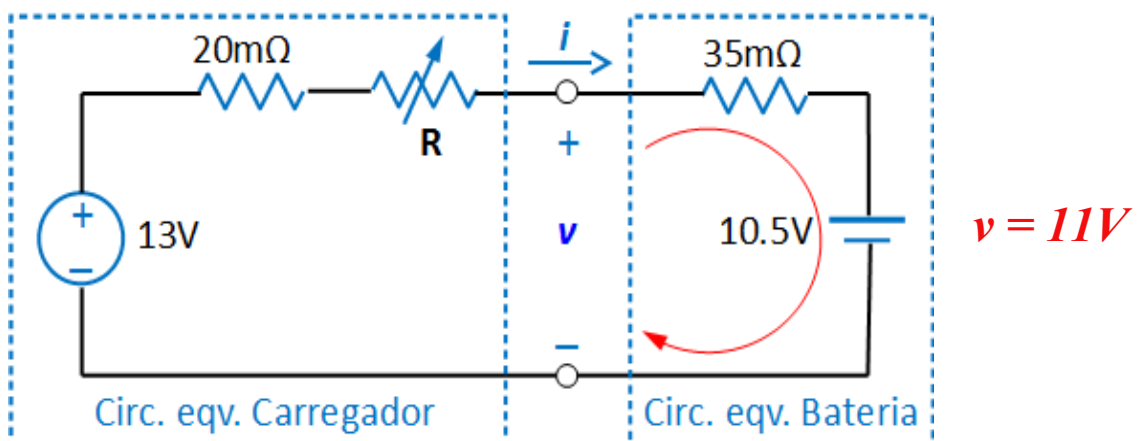 20mΩ
i
35mΩ
R
+
+
13V
v
10.5V
v = 11V
−
−
Circ. eqv. Carregador
Circ. eqv. Bateria